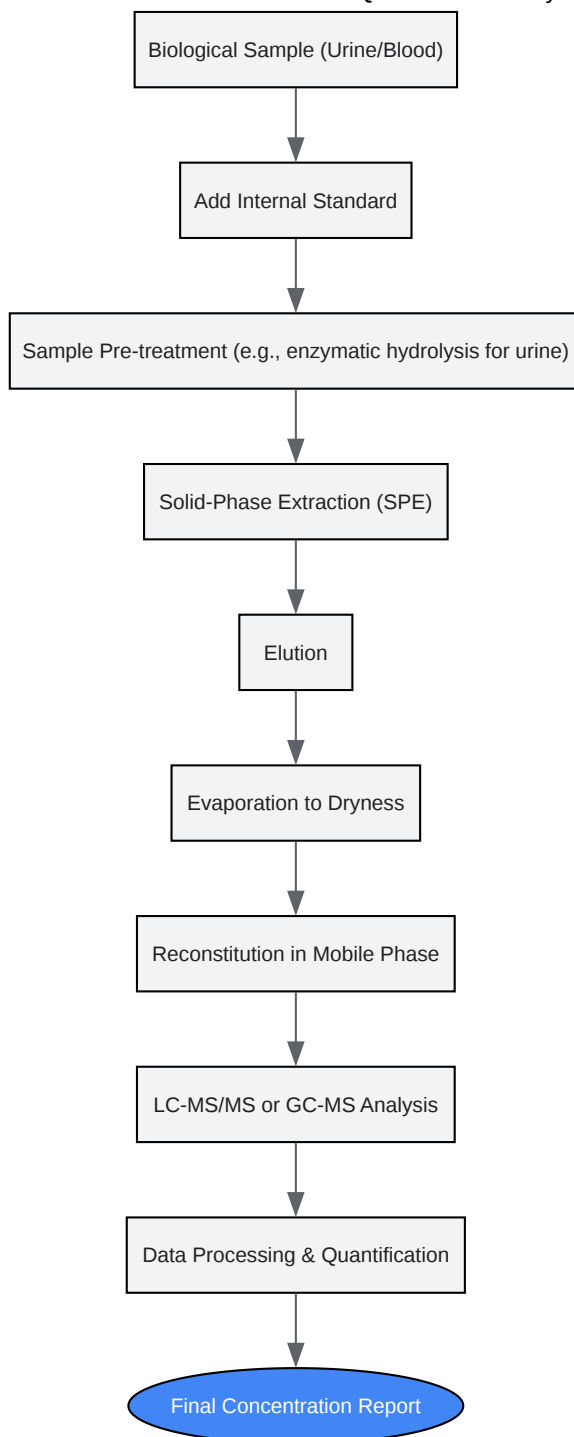 Biological Sample (Urine/Blood)
Add Internal Standard
Sample Pre-treatment (e.g., enzymatic hydrolysis for urine)
Solid-Phase Extraction (SPE)
Elution
Evaporation to Dryness
Reconstitution in Mobile Phase
LC-MS/MS or GC-MS Analysis
Data Processing & Quantification
Final Concentration Report